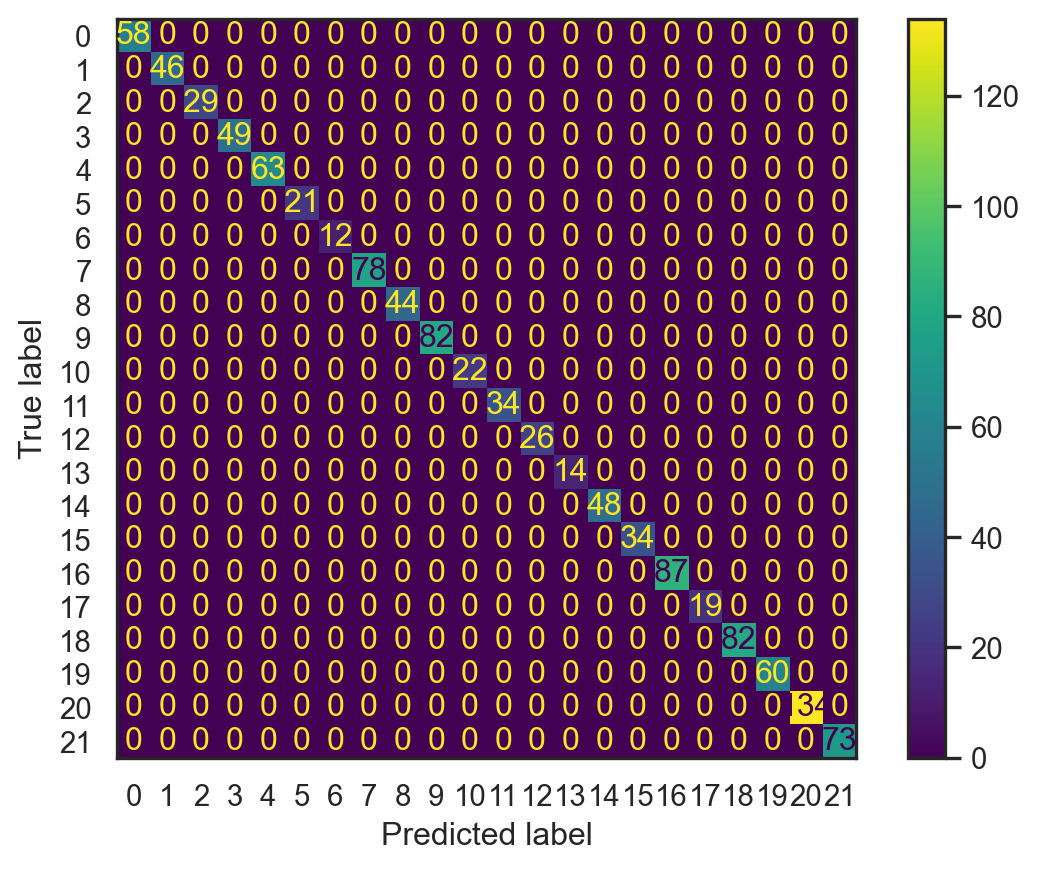 0 58 0 0 0 0 0 0 0 0 0 0 0 0 0 0 0 0 0 0 0 0 0
1 0 46 0 0 0 0 0 0 0 0 0 0 0 0 0 0 0 0 0 0 0 0
2 0 0 29 0 0 0 0 0 0 0 0 0 0 0 0 0 0 0 0 0 0 0
3 0 0 0 49 0 0 0 0 0 0 0 0 0 0 0 0 0 0 0 0 0 0
4 0 0 0 0 63 0 0 0 0 0 0 0 0 0 0 0 0 0 0 0 0 0
5 0 0 0 0 0 21 0 0 0 0 0 0 0 0 0 0 0 0 0 0 0 0
6 0 0 0 0 0 0 12 0 0 0 0 0 0 0 0 0 0 0 0 0 0 0
7 0 0 0 0 0 0 0 78 0 0 0 0 0 0 0 0 0 0 0 0 0 0
8 0 0 0 0 0 0 0 0 44 0 0 0 0 0 0 0 0 0 0 0 0 0
9 0 0 0 0 0 0 0 0 0 82 0 0 0 0 0 0 0 0 0 0 0 0
10 0 0 0 0 0 0 0 0 0 0 22 0 0 0 0 0 0 0 0 0 0 0
11 0 0 0 0 0 0 0 0 0 0 0 34 0 0 0 0 0 0 0 0 0 0
12 0 0 0 0 0 0 0 0 0 0 0 0 26 0 0 0 0 0 0 0 0 0
13 0 0 0 0 0 0 0 0 0 0 0 0 0 14 0 0 0 0 0 0 0 0
14 0 0 0 0 0 0 0 0 0 0 0 0 0 0 48 0 0 0 0 0 0 0
15 0 0 0 0 0 0 0 0 0 0 0 0 0 0 0 34 0 0 0 0 0 0
16 0 0 0 0 0 0 0 0 0 0 0 0 0 0 0 0 87 0 0 0 0 0
17 0 0 0 0 0 0 0 0 0 0 0 0 0 0 0 0 0 19 0 0 0 0
18 0 0 0 0 0 0 0 0 0 0 0 0 0 0 0 0 0 0 82 0 0 0
19 0 0 0 0 0 0 0 0 0 0 0 0 0 0 0 0 0 0 0 60 0 0
20 0 0 0 0 0 0 0 0 0 0 0 0 0 0 0 0 0 0 0 0 134 0
21 0 0 0 0 0 0 0 0 0 0 0 0 0 0 0 0 0 0 0 0 0 73
0 1 2 3 4 5 6 7 8 9 10 11 12 13 14 15 16 17 18 19 20 21
Predicted label
True label
120
100
80
60
40
20
0